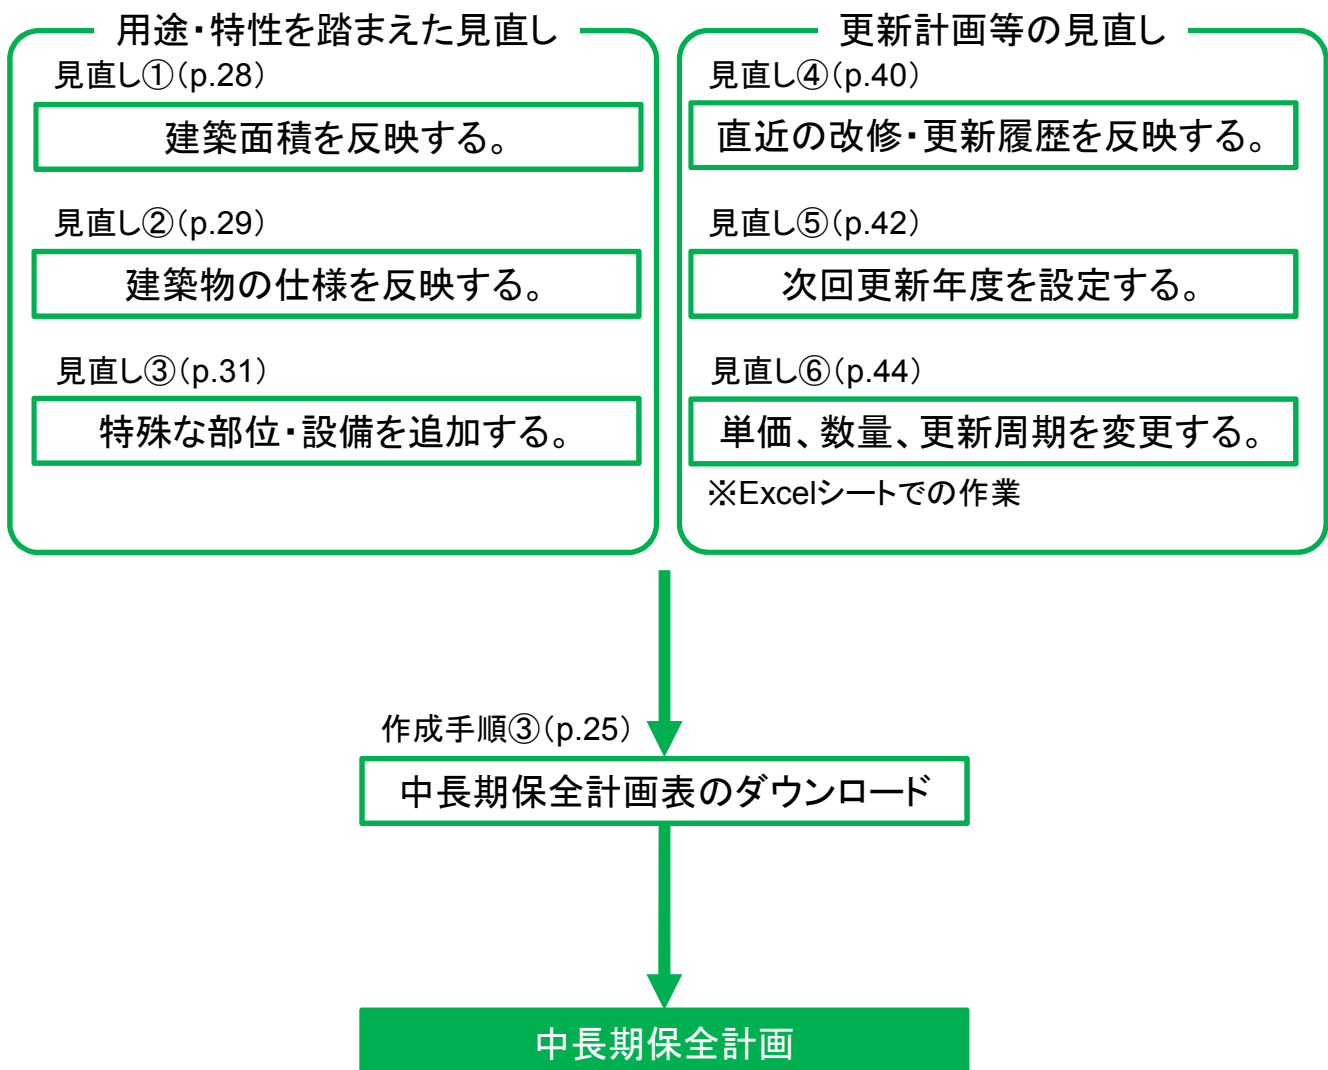 用途・特性を踏まえた見直し
見直し①(p.28)
建築面積を反映する。
見直し②(p.29)
建築物の仕様を反映する。
見直し③(p.31)
特殊な部位・設備を追加する。
更新計画等の見直し
見直し④(p.40)
直近の改修・更新履歴を反映する。
見直し⑤(p.42)
次回更新年度を設定する。
見直し⑥(p.44)
単価、数量、更新周期を変更する。
※Excelシートでの作業
作成手順③(p.25)
中長期保全計画表のダウンロード
中長期保全計画